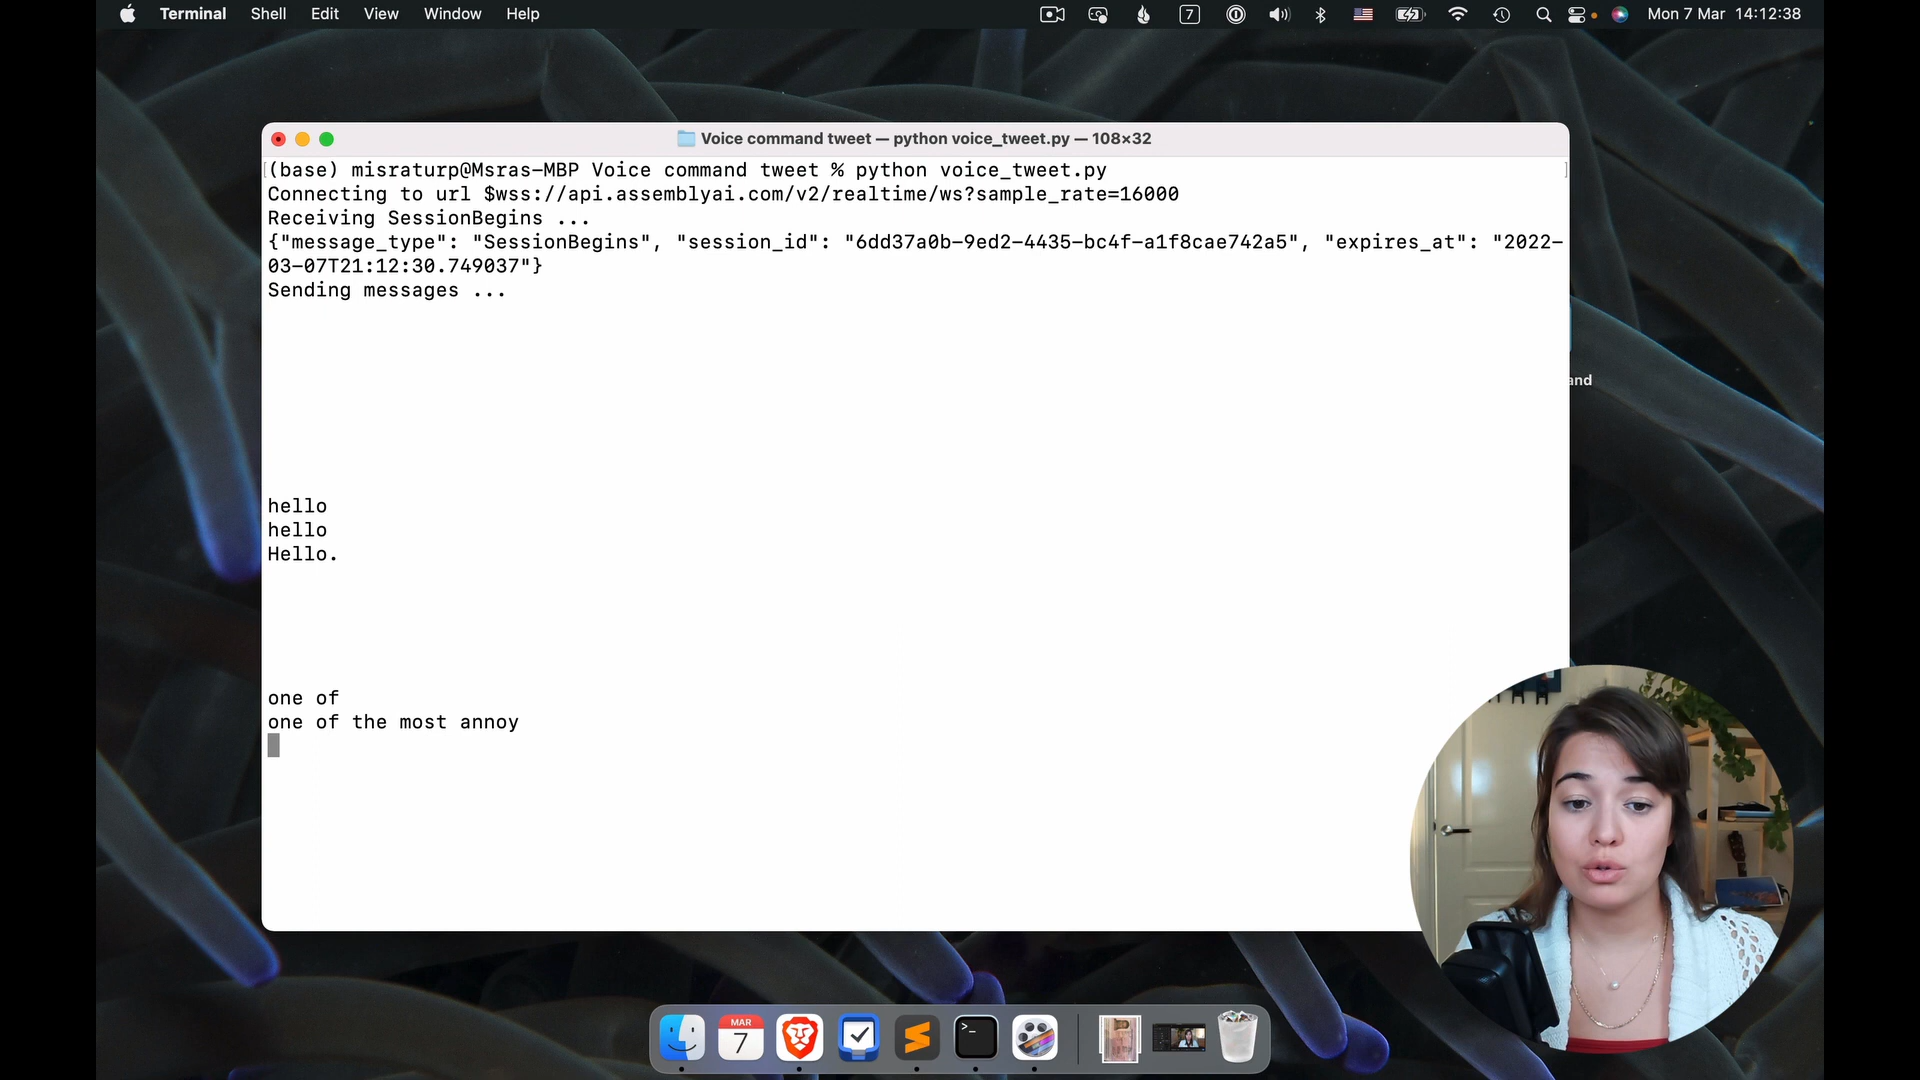 Terminal Shell Edit View Window Help 7 Mon 7 Mar 14:12:38
Voice command tweet — python voice_tweet.py — 108×32
(base) misraturp@Msras-MBP Voice command tweet % python voice_tweet.py
Connecting to url $wss://api.assemblyai.com/v2/realtime/ws?sample_rate=16000
Receiving SessionBegins ...
{"message_type": "SessionBegins", "session_id": "6dd37a0b-9ed2-4435-bc4f-a1f8cae742a5", "expires_at": "2022-
03-07T21:12:30.749037"}
Sending messages ...
and
hello
hello
Hello.
one of
one of the most annoy
MAR
7
>_